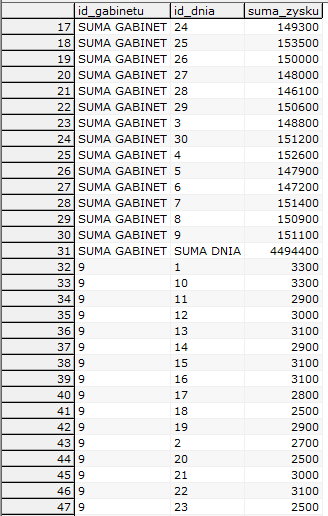 id_gabinetu id_dnia suma_zysku
17 SUMA GABINET 24 149300
18 SUMA GABINET 25 153500
19 SUMA GABINET 26 150000
20 SUMA GABINET 27 148000
21 SUMA GABINET 28 146100
22 SUMA GABINET 29 150600
23 SUMA GABINET 3 148800
24 SUMA GABINET 30 151200
25 SUMA GABINET 4 152600
26 SUMA GABINET 5 147900
27 SUMA GABINET 6 147200
28 SUMA GABINET 7 151400
29 SUMA GABINET 8 150900
30 SUMA GABINET 9 151100
31 SUMA GABINET SUMA DNIA 4494400
32 9 1 3300
33 9 10 3300
34 9 11 2900
35 9 12 3000
36 9 13 3100
37 9 14 2900
38 9 15 3100
39 9 16 3100
40 9 17 2800
41 9 18 2500
42 9 19 2900
43 9 2 2700
44 9 20 2500
45 9 21 3000
46 9 22 3100
47 9 23 2500